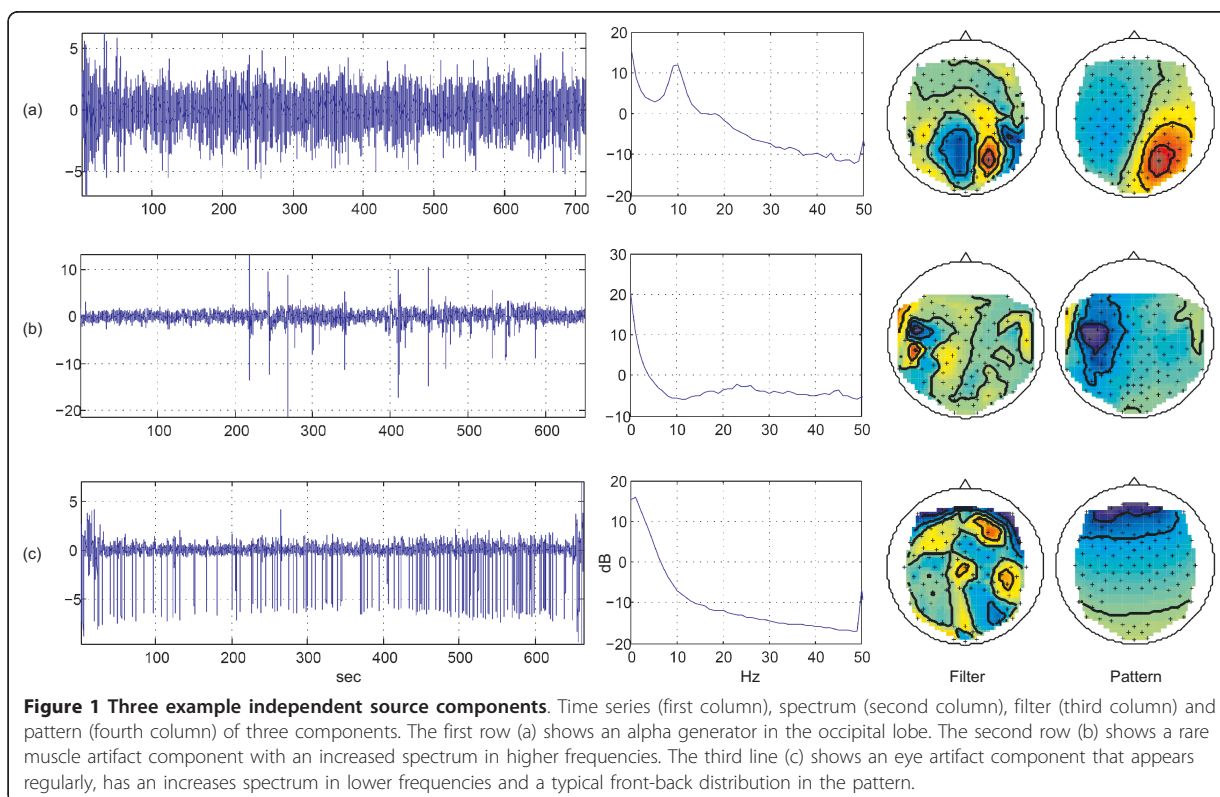 (a)
5
0
−5
100 200 300 400 500 600 700
20
10
0
−10
−20
0 10 20 30 40 50
(b)
10
0
−10
−20
100 200 300 400 500 600
30
20
10
0
−10
0 10 20 30 40 50
(c)
5
0
−5
100 200 300 400 500 600
sec
dB
20
10
0
−10
−20
0 10 20 30 40 50
Hz
Filter
Pattern
Figure 1 Three example independent source components. Time series (first column), spectrum (second column), filter (third column) and
pattern (fourth column) of three components. The first row (a) shows an alpha generator in the occipital lobe. The second row (b) shows a rare
muscle artifact component with an increased spectrum in higher frequencies. The third line (c) shows an eye artifact component that appears
regularly, has an increases spectrum in lower frequencies and a typical front-back distribution in the pattern.